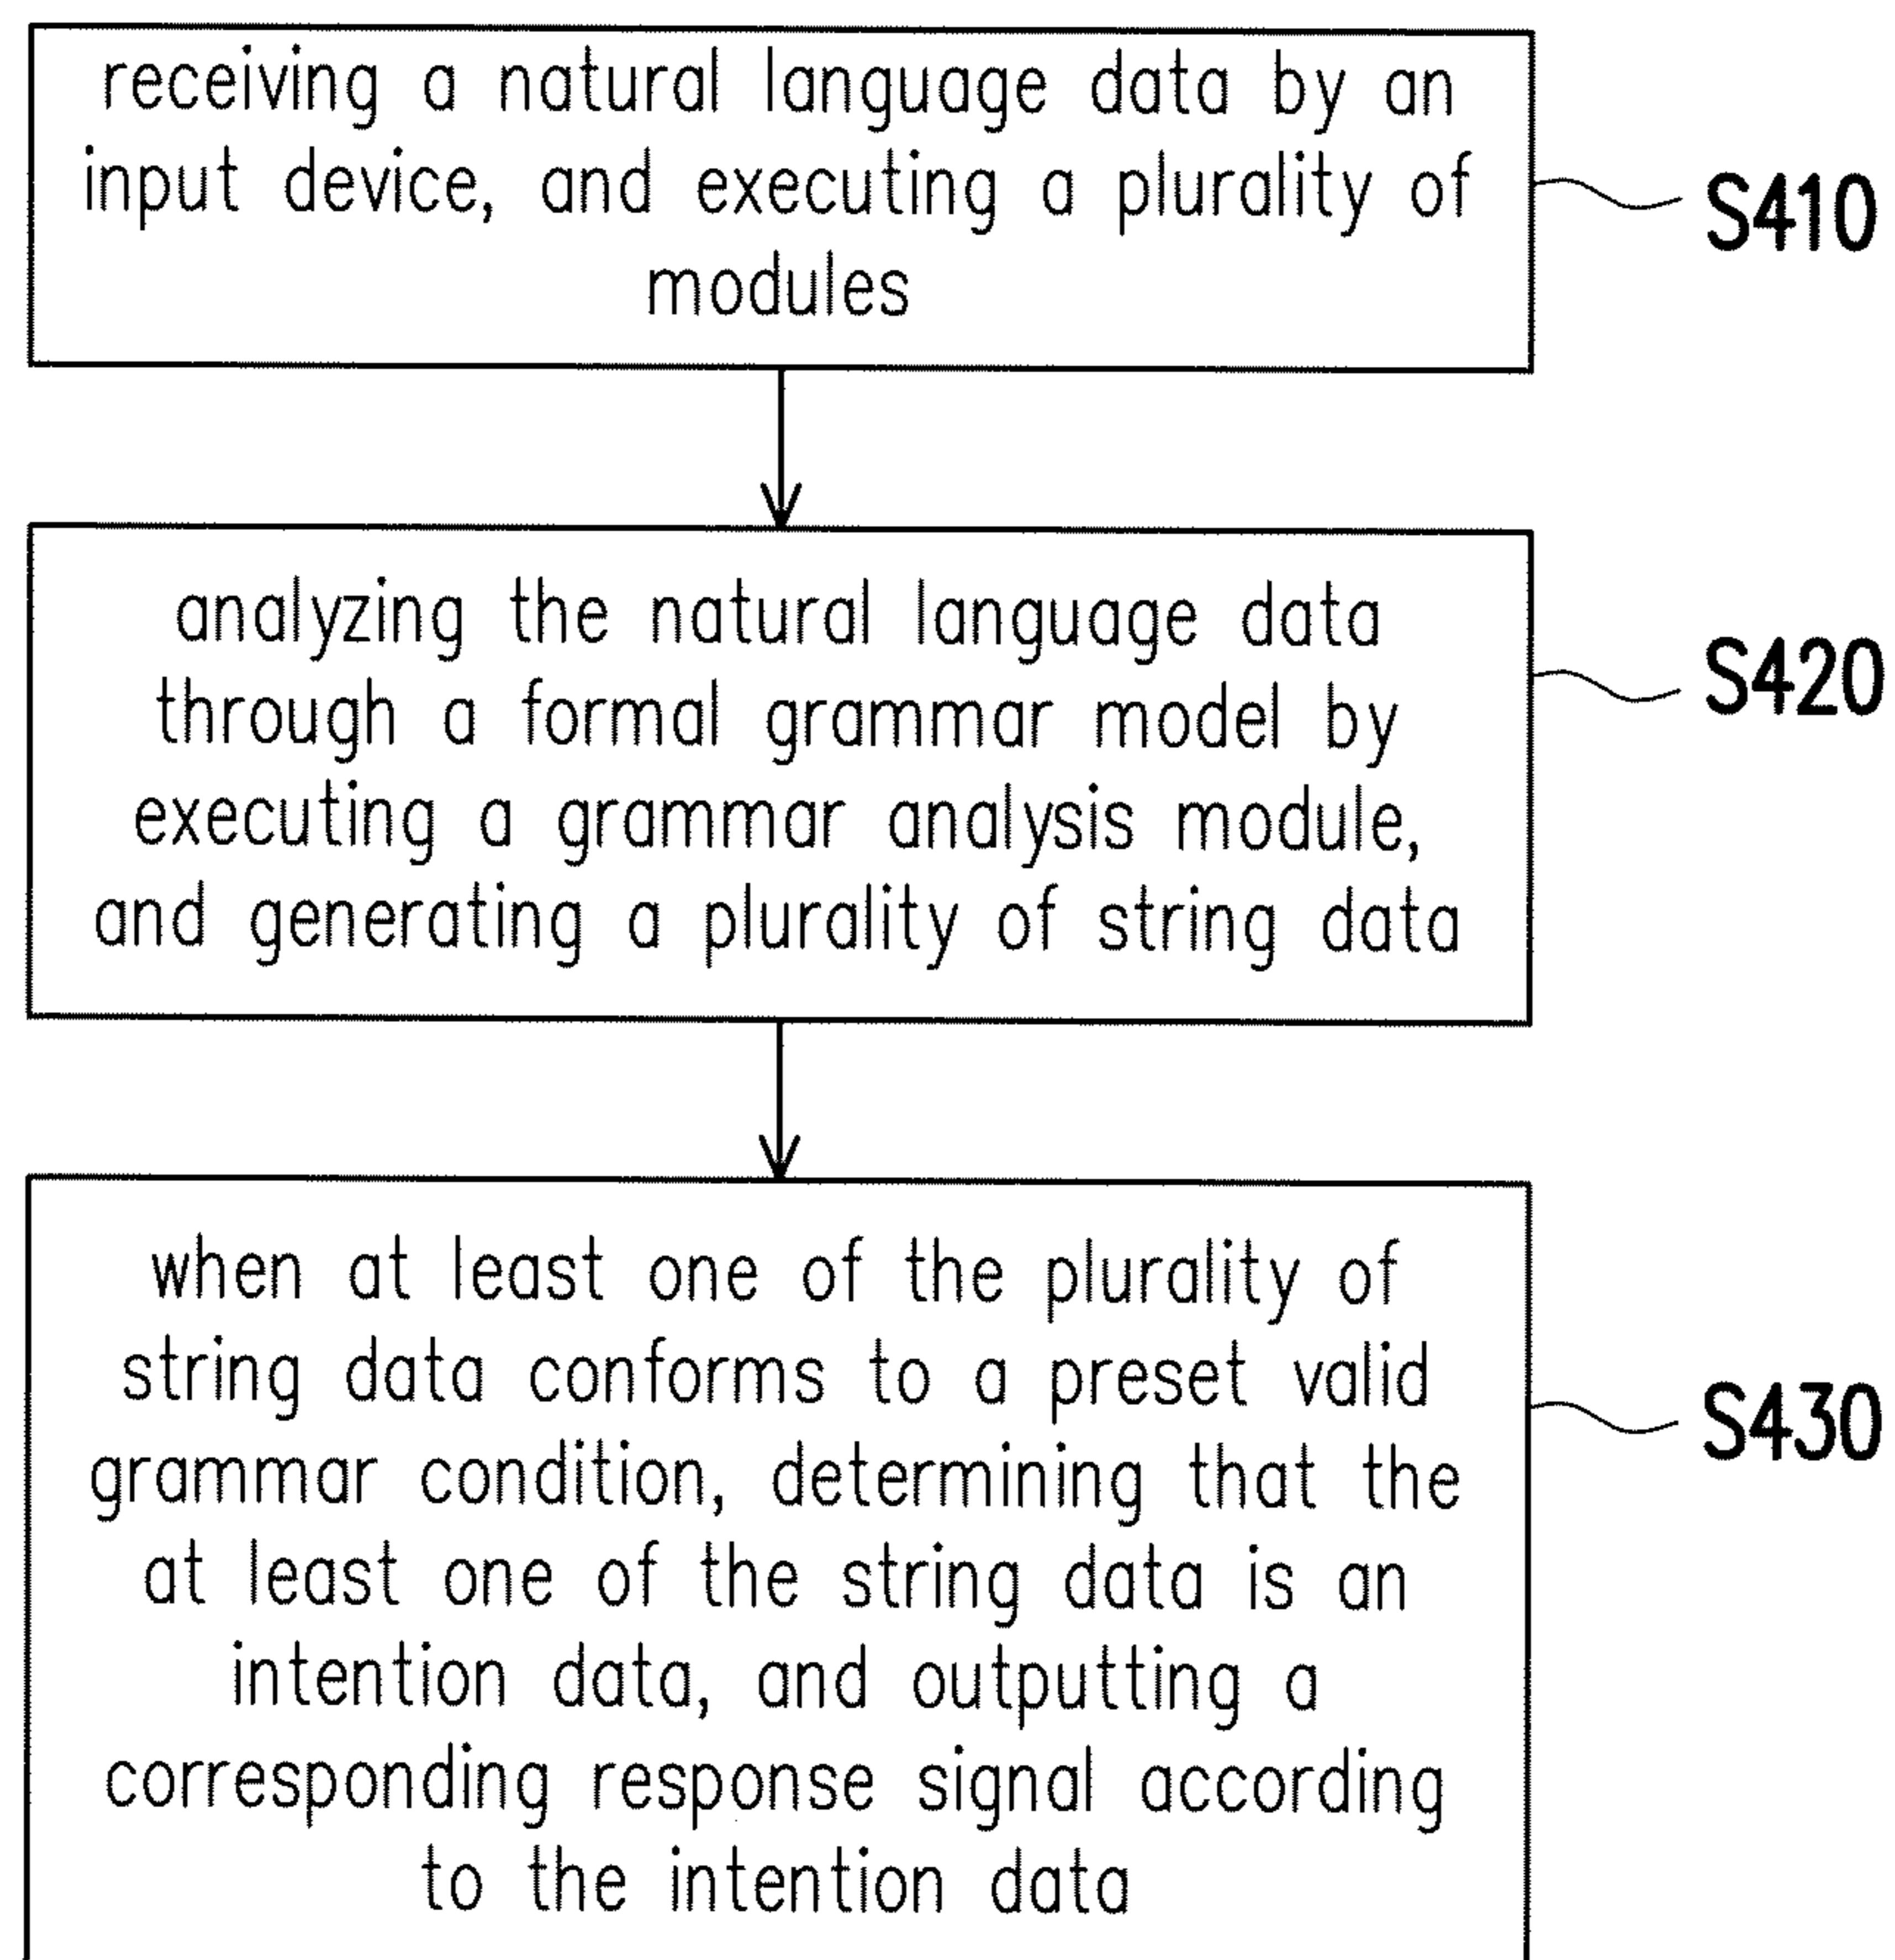 receiving a natural language data by an
input device, and executing a plurality of
modules
S410
analyzing the natural language data
through a formal grammar model by
executing a grammar analysis module,
and generating a plurality of string data
S420
when at least one of the plurality of
string data conforms to a preset valid
grammar condition, determining that the
at least one of the string data is an
intention data, and outputting a
corresponding response signal according
to the intention data
S430